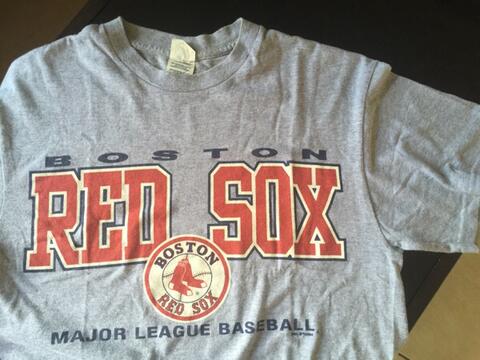 BOSTON
RED SOX
BOSTON
RED SOX
MAJOR LEAGUE BASEBALL